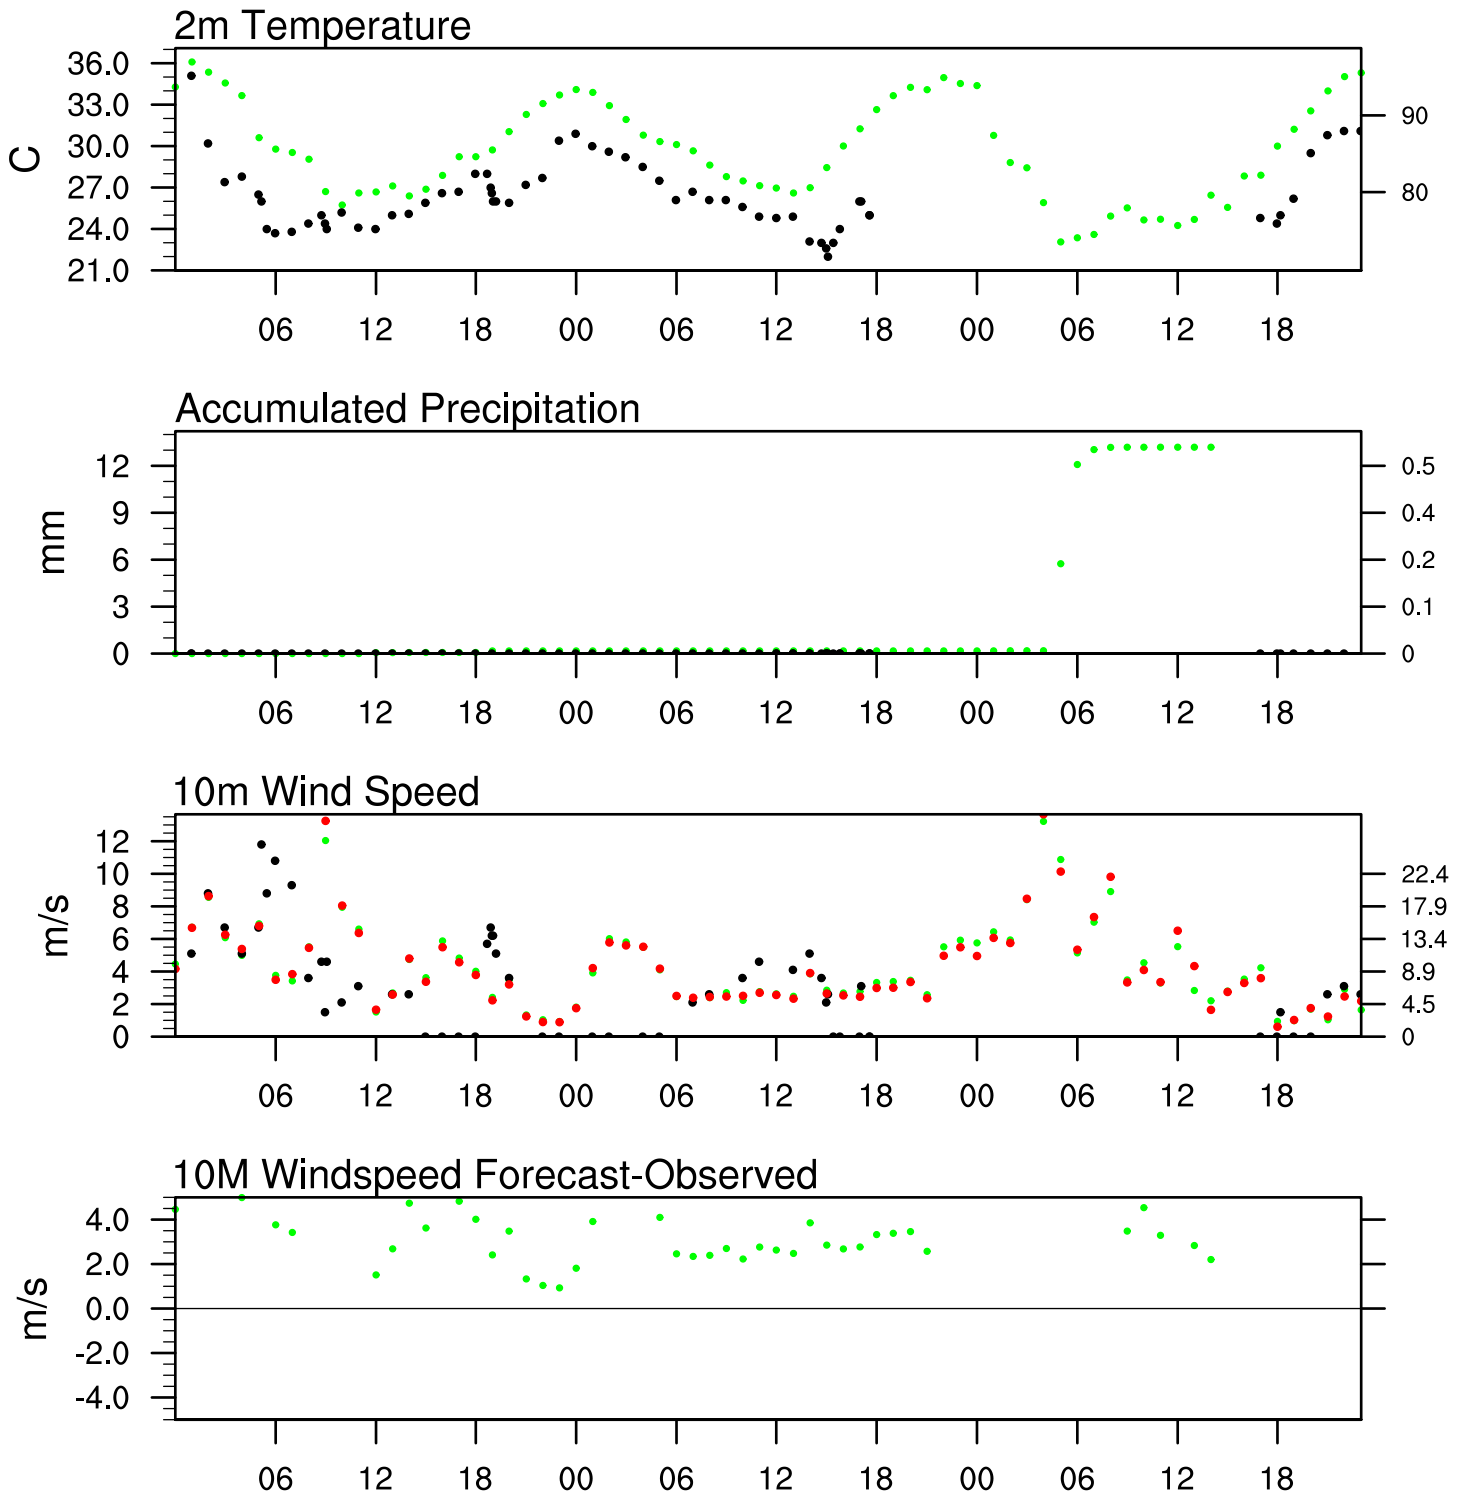 2m Temperature
36.0
33.0
90
30.0
C
27.0
80
24.0
21.0
06 12 18 00 06 12 18 00 06 12 18
Accumulated Precipitation
12 0.5
9 0.4
mm
6 0.2
3 0.1
0 0
06 12 18 00 06 12 18 00 06 12 18
10m Wind Speed
12
10 22.4
8 17.9
m/s
6 13.4
4 8.9
2 4.5
0 0
06 12 18 00 06 12 18 00 06 12 18
10M Windspeed Forecast-Observed
4.0
2.0
m/s
0.0
-2.0
-4.0
06 12 18 00 06 12 18 00 06 12 18